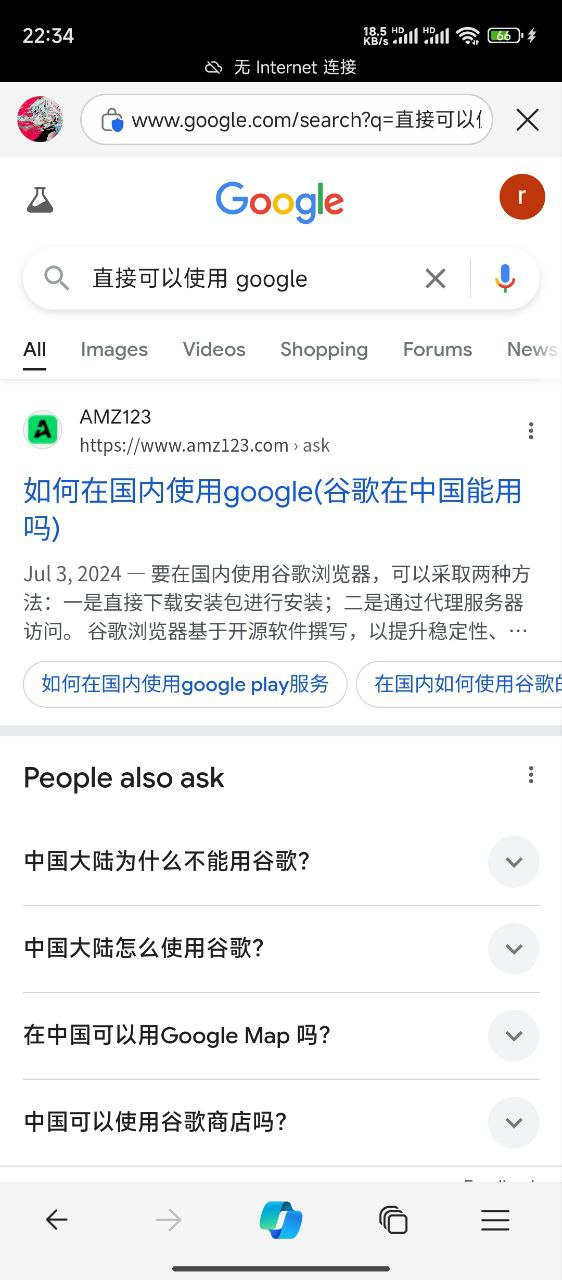 22:34
18.5 KB/s HD HD 66
无 Internet 连接
www.google.com/search?q=直接可以
Google
r
直接可以使用 google
All Images Videos Shopping Forums News
AMZ123
https://www.amz123.com › ask
如何在国内使用google(谷歌在中国能用
吗)
Jul 3, 2024 — 要在国内使用谷歌浏览器，可以采取两种方
法：一是直接下载安装包进行安装；二是通过代理服务器
访问。 谷歌浏览器基于开源软件撰写，以提升稳定性、…
如何在国内使用google play服务 在国内如何使用谷歌
People also ask
中国大陆为什么不能用谷歌？
中国大陆怎么使用谷歌？
在中国可以用Google Map 吗？
中国可以使用谷歌商店吗？